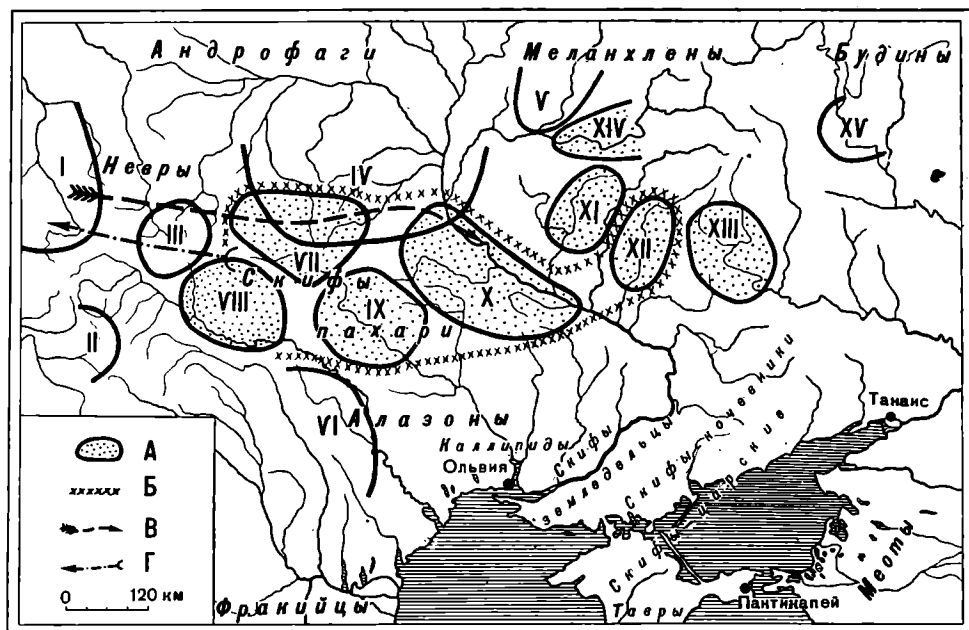 Андрофаги
Меланхлены
Будины
V
XIV
XV
I
Невры
IV
III
XI
XII
XIII
VII
Скифы
VIII
IX
X
пахари
II
VI
Алазоны
Каллипиды
Ольвия
Скифы
земледельцы
Скифы кочевники
Скифы царские
Танаис
Меоты
Пантикапей
Тавры
Фракийцы
А
Б
В
Г
0 120 км